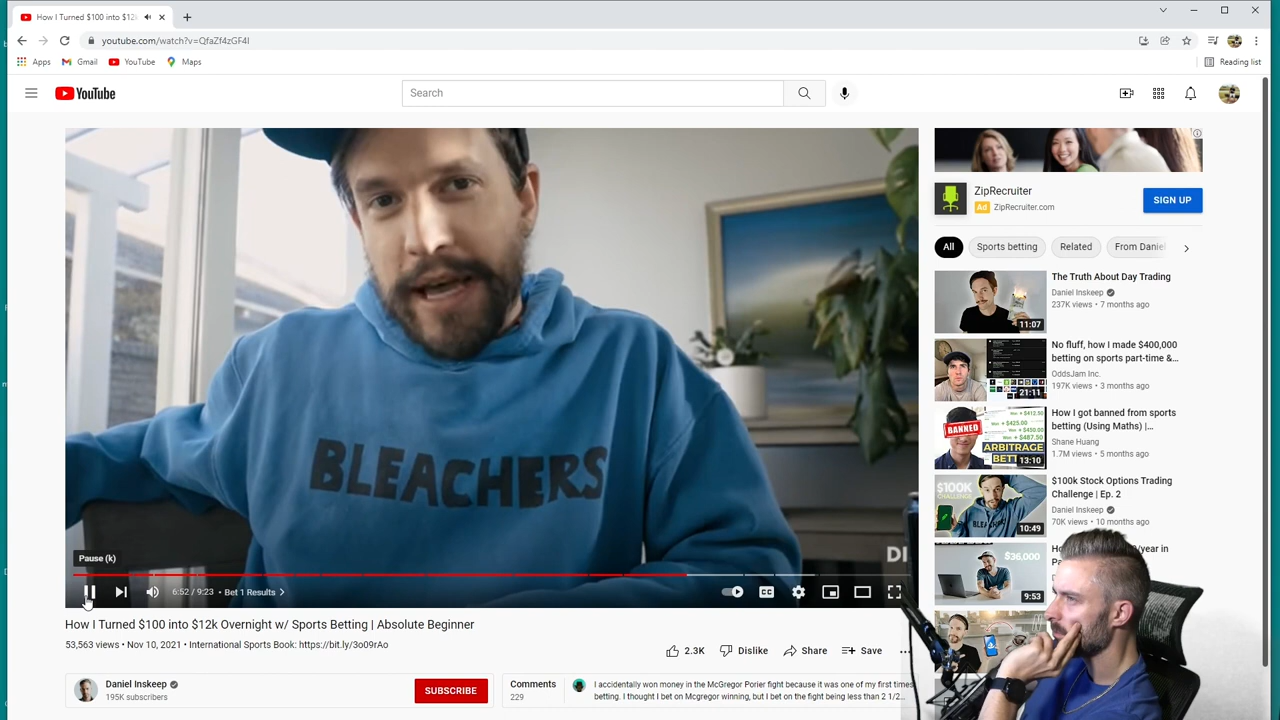 How I Turned $100 into $12k
youtube.com/watch?v=QfaZf4zGF4I
Apps
Gmail
YouTube
Maps
Reading list
YouTube
Search
BLEACHERS
DI
Pause (k)
6:52 / 9:23 • Bet 1 Results
How I Turned $100 into $12k Overnight w/ Sports Betting | Absolute Beginner
53,563 views • Nov 10, 2021 • International Sports Book: https://bit.ly/3o09rAo
2.3K
Dislike
Share
Save
Daniel Inskeep
195K subscribers
SUBSCRIBE
Comments
229
I accidentally won money in the McGregor Porier fight because it was one of my first times
betting. I thought I bet on Mcgregor winning, but I bet on the fight being less than 2 1/2...
ZipRecruiter
Ad ZipRecruiter.com
SIGN UP
All
Sports betting
Related
From Daniel
The Truth About Day Trading
Daniel Inskeep
237K views • 7 months ago
11:07
No fluff, how I made $400,000
betting on sports part-time &...
OddsJam Inc.
197K views • 3 months ago
21:11
How I got banned from sports
betting (Using Maths) |...
Shane Huang
1.7M views • 5 months ago
BANNED
ARBITRAGE
BETT
13:10
$100K Stock Options Trading
Challenge | Ep. 2
Daniel Inskeep
70K views • 10 months ago
$100K
CHALLENGE
10:49
$36,000
9:53